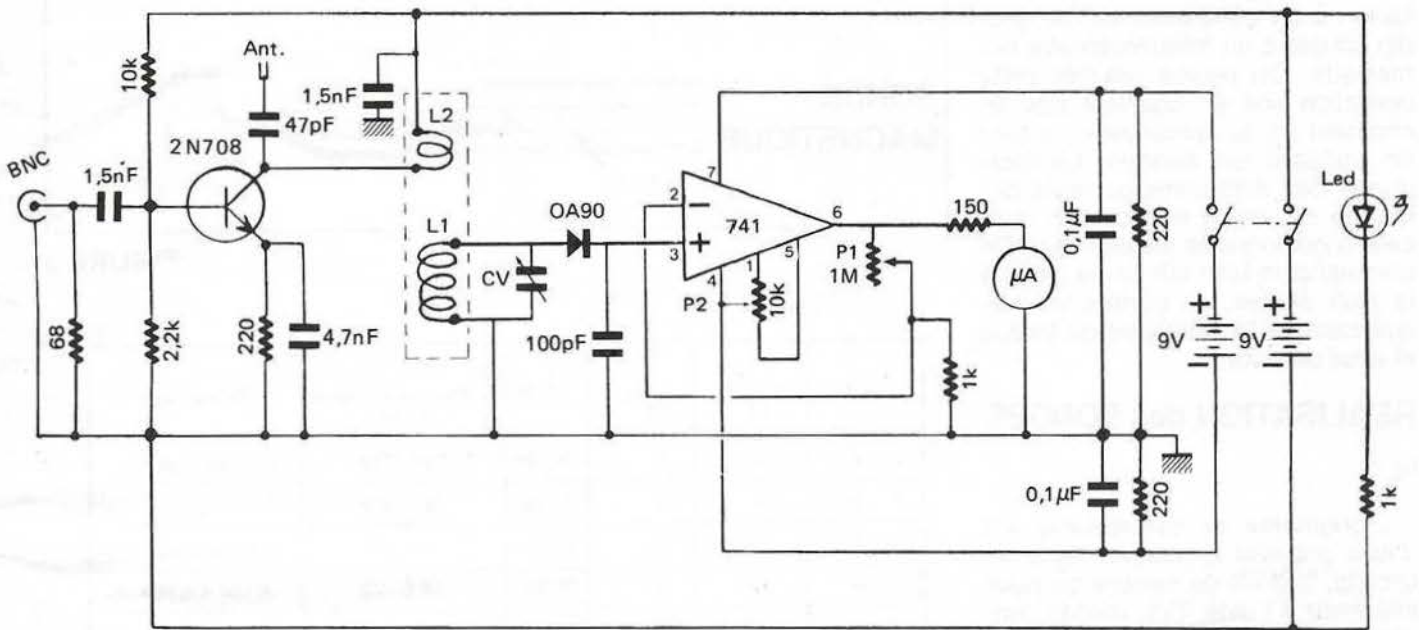 10k
Ant.
47pF
1,5nF
L2
2N708
BNC
1,5nF
68
2,2k
220
4,7nF
L1
CV
OA90
100pF
2
3
7
741
6
4
1
5
P2
10k
P1
1M
150
µA
1k
0,1µF
220
Led
+
9V
−
+
9V
−
0,1µF
220
1k